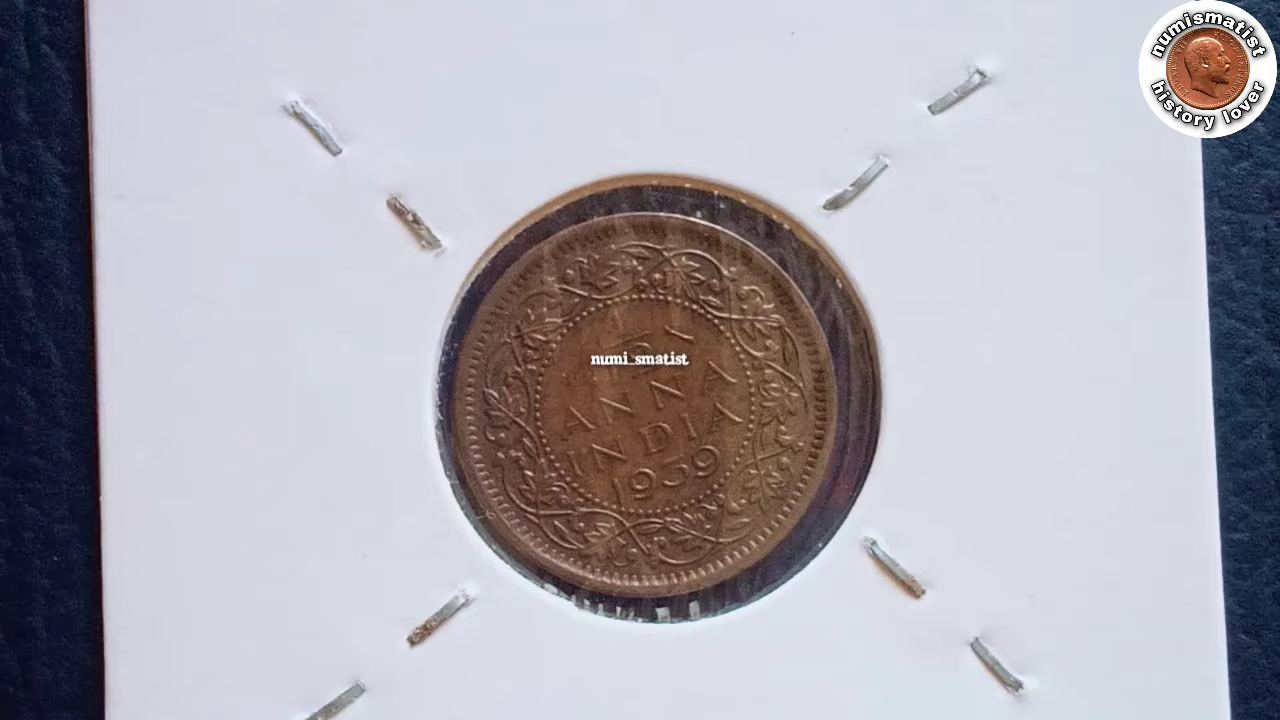 numismatist
history lover
numi_smatist
ANNA
INDIA
1939